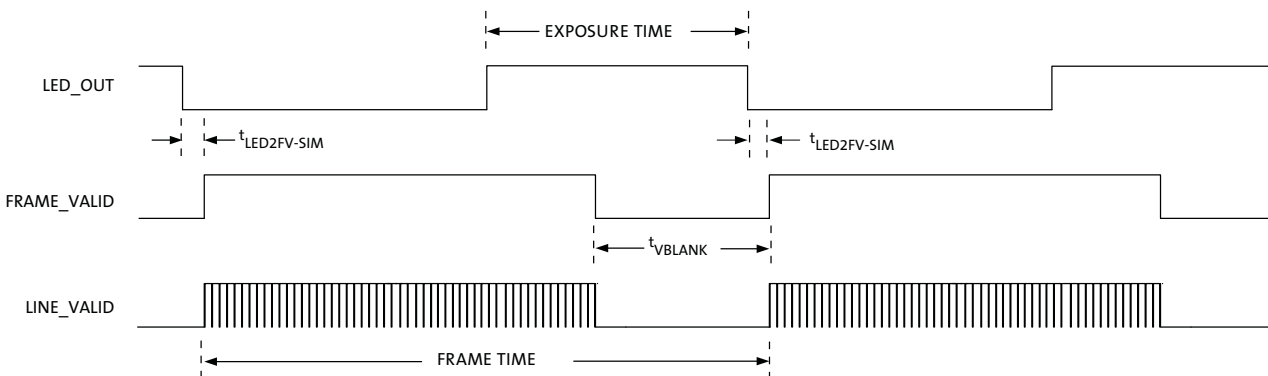 EXPOSURE TIME
LED_OUT
tLED2FV-SIM
tLED2FV-SIM
FRAME_VALID
tVBLANK
LINE_VALID
FRAME TIME